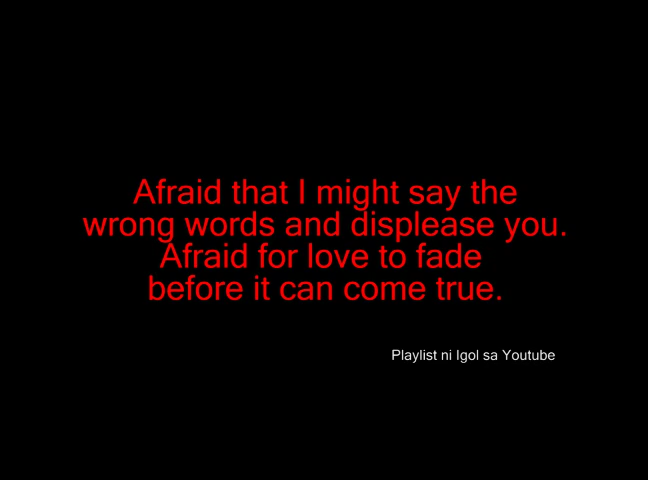 Afraid that I might say the
wrong words and displease you.
Afraid for love to fade
before it can come true.
Playlist ni Igol sa Youtube